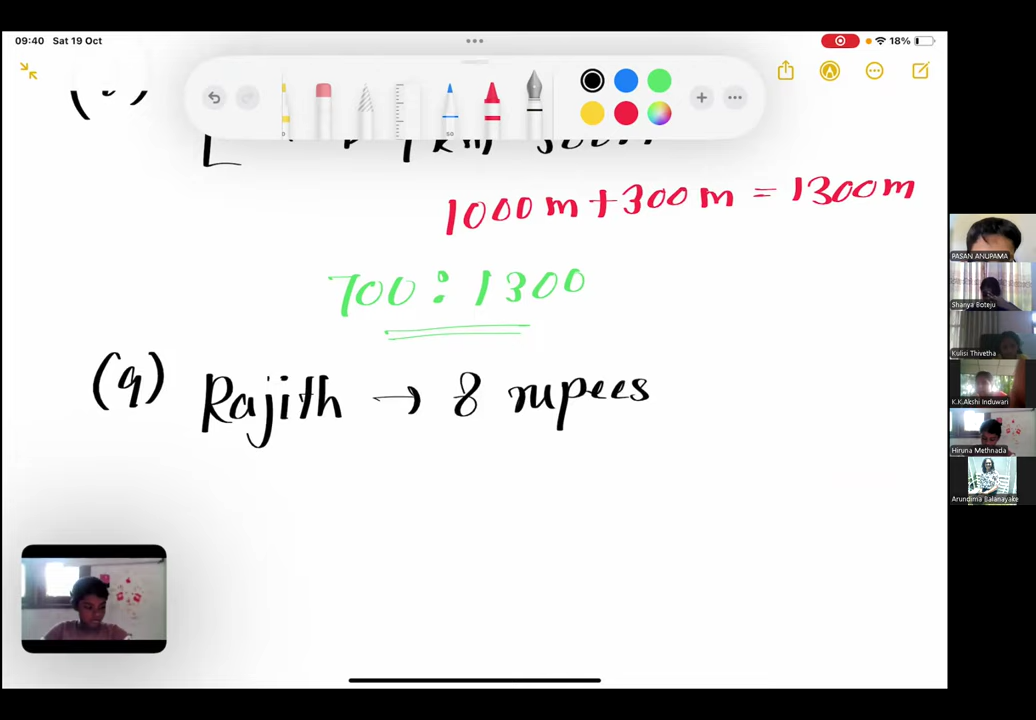 09:40 Sat 19 Oct
18%
1000 m + 300 m = 1300 m
700 : 1300
(9) Rajith → 8 rupees
PASAN ANUPAMA
Shanya Boteju
Kulisi Thivetha
K.K.Akshi Induwari
Hiruna Methnada
Arundima Balanayake